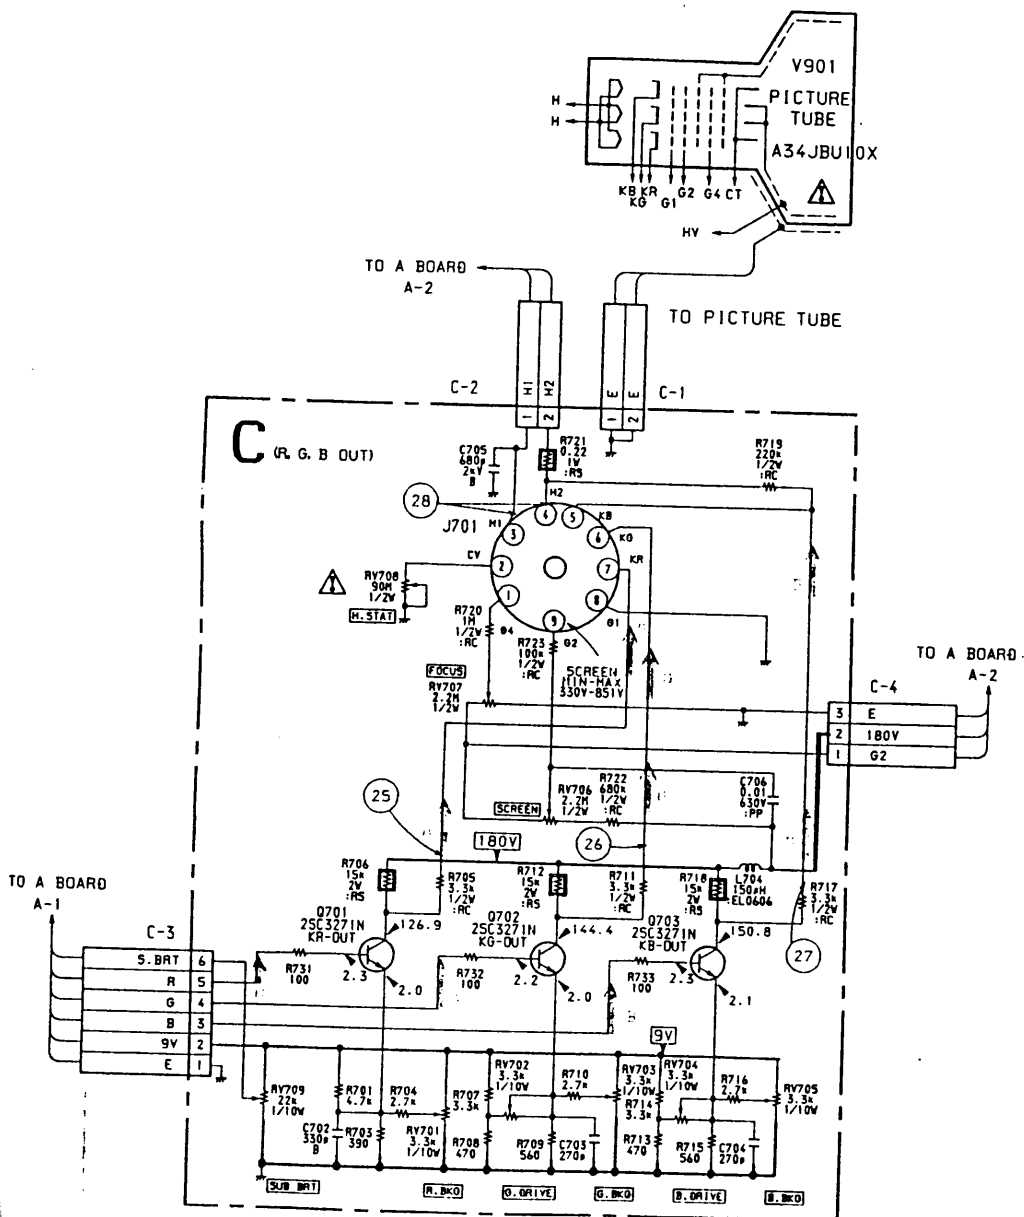 V901
PICTURE
TUBE
A34JBU10X
H
H
KB KR
KG
G1
G2
G4
CT
HV
TO A BOARD
A-2
TO PICTURE TUBE
C-2
H1
H2
E
E
C-1
1
2
1
2
C
(R, G, B OUT)
C705
680p
2kV
B
R721
0.22
1W
:RS
R719
220k
1/2W
:RC
28
H2
J701
H1
4
5
KB
3
6
KG
CV
2
7
KR
1
8
G1
9
G4
G2
RV708
90M
1/2W
H.STAT
R720
1M
1/2W
:RC
R723
100k
1/2W
:RC
SCREEN
MIN-MAX
330V-851V
FOCUS
RV707
2.2M
1/2W
TO A BOARD
A-2
C-4
3
E
2
180V
1
G2
25
SCREEN
RV706
2.2M
1/2W
R722
680k
1/2W
:RC
C706
0.01
630V
:PP
26
180V
R706
15k
2W
:RS
R705
3.3k
1/2W
:RC
R712
15k
2W
:RS
R711
3.3k
1/2W
:RC
R718
15k
2W
:RS
L704
150µH
:EL0606
R717
3.3k
1/2W
:RC
27
TO A BOARD
A-1
C-3
Q701
2SC3271N
KR-OUT
126.9
Q702
2SC3271N
KG-OUT
144.4
Q703
2SC3271N
KB-OUT
150.8
S.BRT
6
R
5
G
4
B
3
9V
2
E
1
R731
100
2.3
2.0
R732
100
2.2
2.0
R733
100
2.3
2.1
B
9V
RV709
22k
1/10W
R701
4.7k
R704
2.7k
R707
3.3k
RV702
3.3k
1/10W
R710
2.7k
RV703
3.3k
1/10W
R714
3.3k
RV704
3.3k
1/10W
R716
2.7k
RV705
3.3k
1/10W
C702
330p
B
R703
390
RV701
3.3k
1/10W
R708
470
R709
560
C703
270p
R713
470
R715
560
C704
270p
SUB BRT
R.BKG
G.DRIVE
G.BKG
B.DRIVE
B.BKG